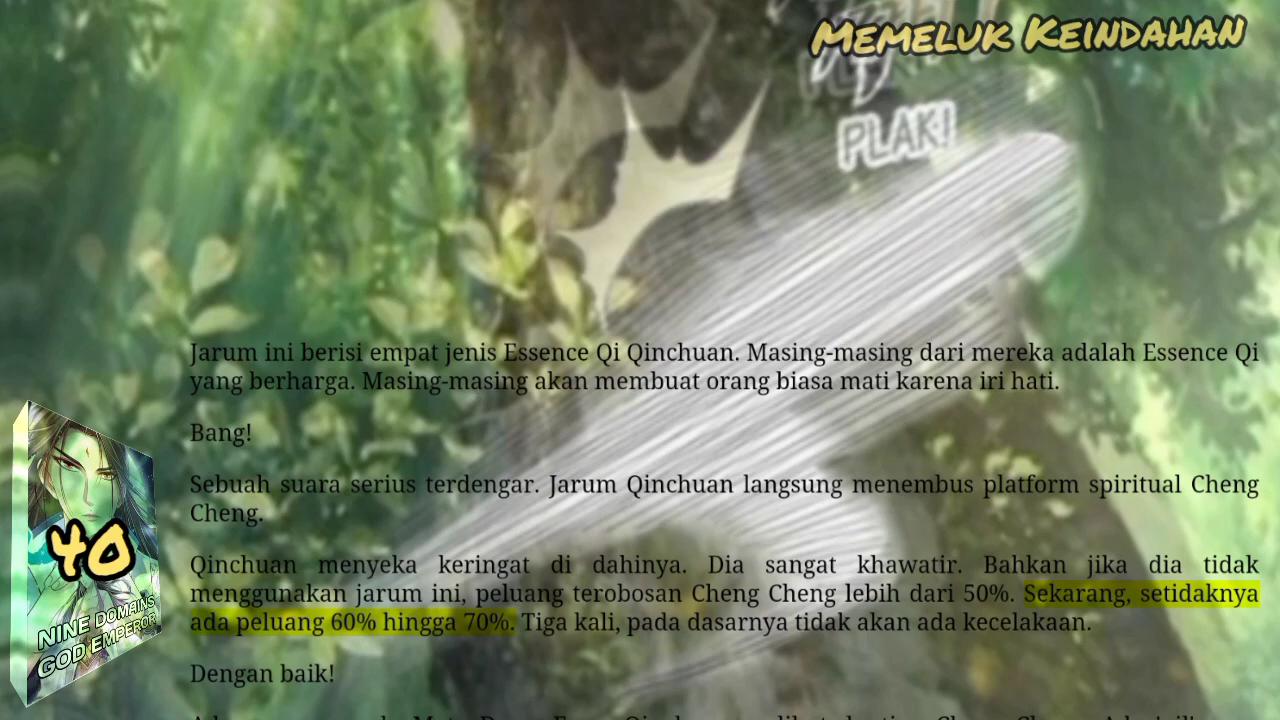 Memeluk Keindahan
PLAK!
Jarum ini berisi empat jenis Essence Qi Qinchuan. Masing-masing dari mereka adalah Essence Qi
yang berharga. Masing-masing akan membuat orang biasa mati karena iri hati.
Bang!
Sebuah suara serius terdengar. Jarum Qinchuan langsung menembus platform spiritual Cheng
Cheng.
Qinchuan menyeka keringat di dahinya. Dia sangat khawatir. Bahkan jika dia tidak
menggunakan jarum ini, peluang terobosan Cheng Cheng lebih dari 50%. Sekarang, setidaknya
ada peluang 60% hingga 70%. Tiga kali, pada dasarnya tidak akan ada kecelakaan.
Dengan baik!
40
NINE DOMAINS
GOD EMPEROR